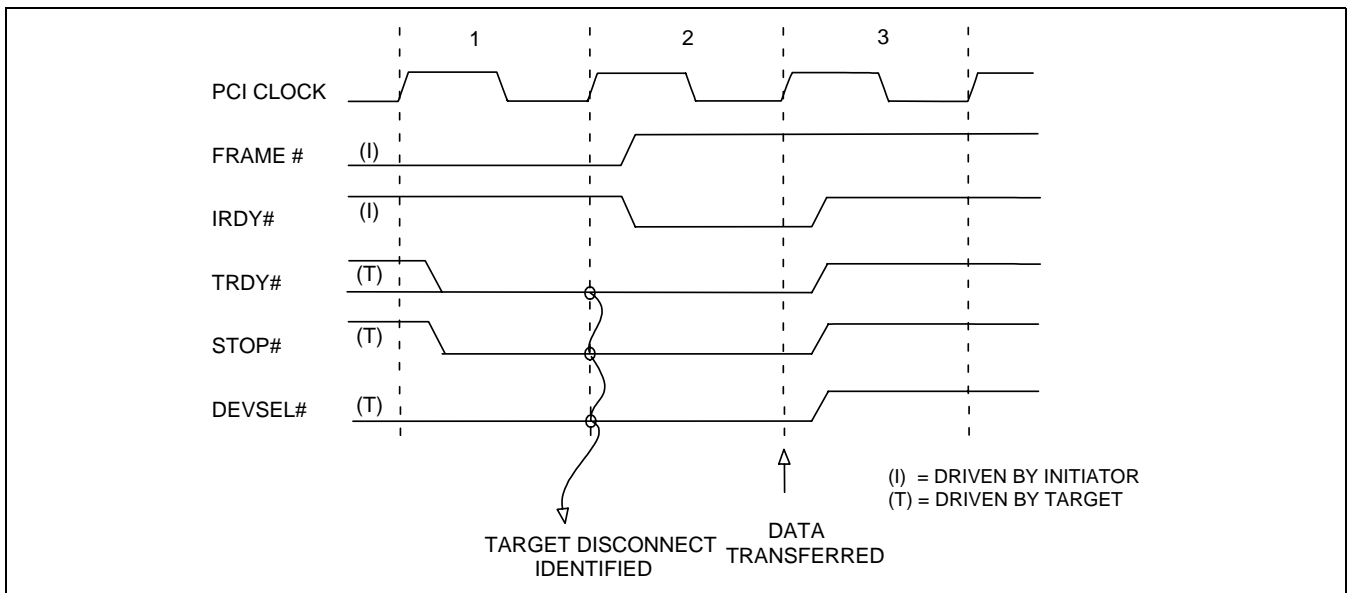 1 2 3
PCI CLOCK
FRAME # (I)
IRDY# (I)
TRDY# (T)
STOP# (T)
DEVSEL# (T)
(I) = DRIVEN BY INITIATOR
(T) = DRIVEN BY TARGET
TARGET DISCONNECT
IDENTIFIED
DATA
TRANSFERRED